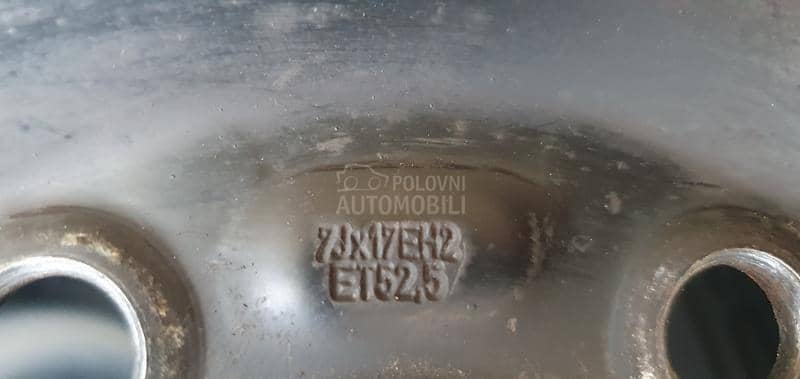 POLOVNI
AUTOMOBILI
7Jx17EH2
ET52,5